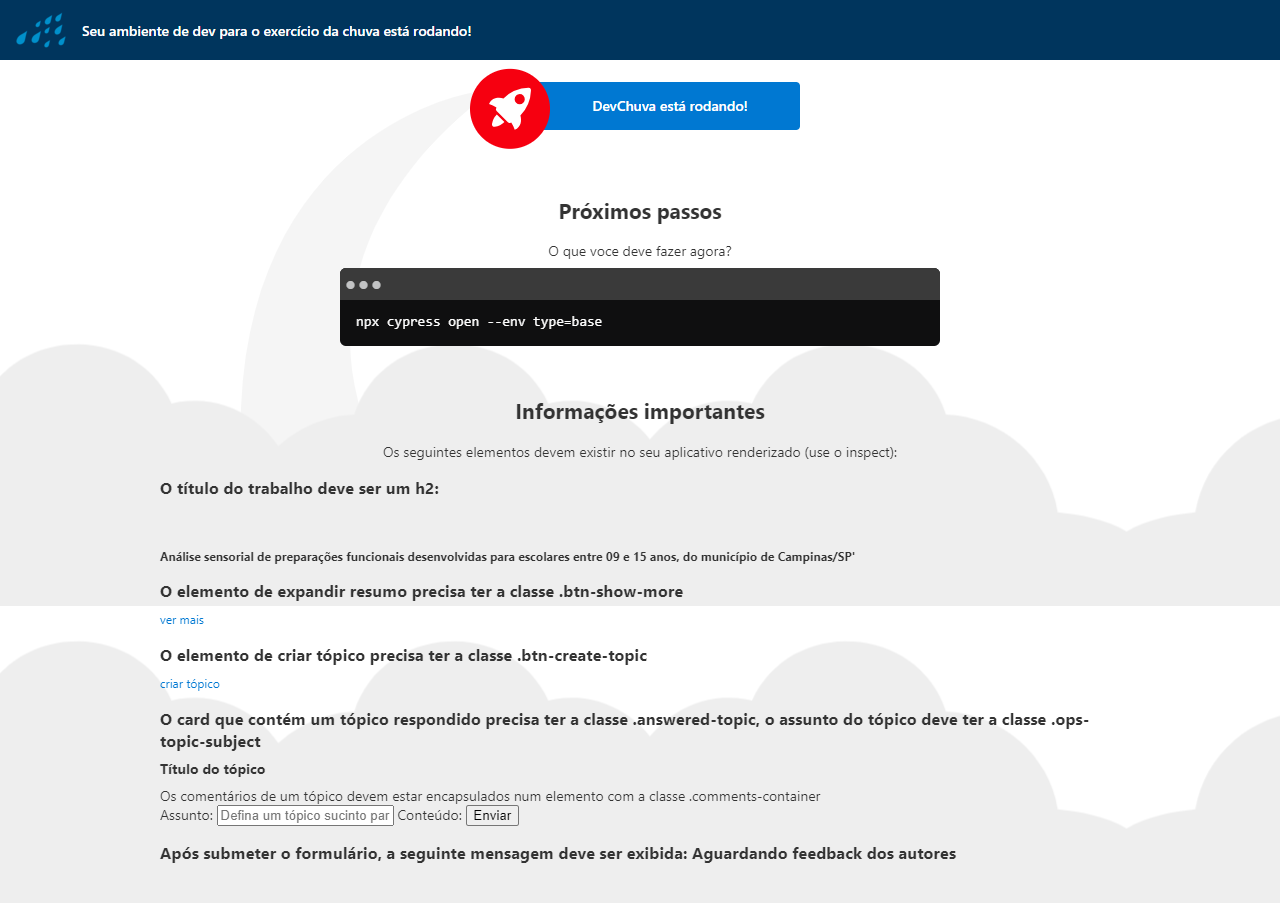 Seu ambiente de dev para o exercício da chuva está rodando!
DevChuva está rodando!
Próximos passos
O que voce deve fazer agora?
npx cypress open --env type=base
Informações importantes
Os seguintes elementos devem existir no seu aplicativo renderizado (use o inspect):
O título do trabalho deve ser um h2:
Análise sensorial de preparações funcionais desenvolvidas para escolares entre 09 e 15 anos, do município de Campinas/SP'
O elemento de expandir resumo precisa ter a classe .btn-show-more
ver mais
O elemento de criar tópico precisa ter a classe .btn-create-topic
criar tópico
O card que contém um tópico respondido precisa ter a classe .answered-topic, o assunto do tópico deve ter a classe .ops-
topic-subject
Título do tópico
Os comentários de um tópico devem estar encapsulados num elemento com a classe .comments-container
Assunto: Defina um tópico sucinto par Conteúdo: Enviar
Após submeter o formulário, a seguinte mensagem deve ser exibida: Aguardando feedback dos autores